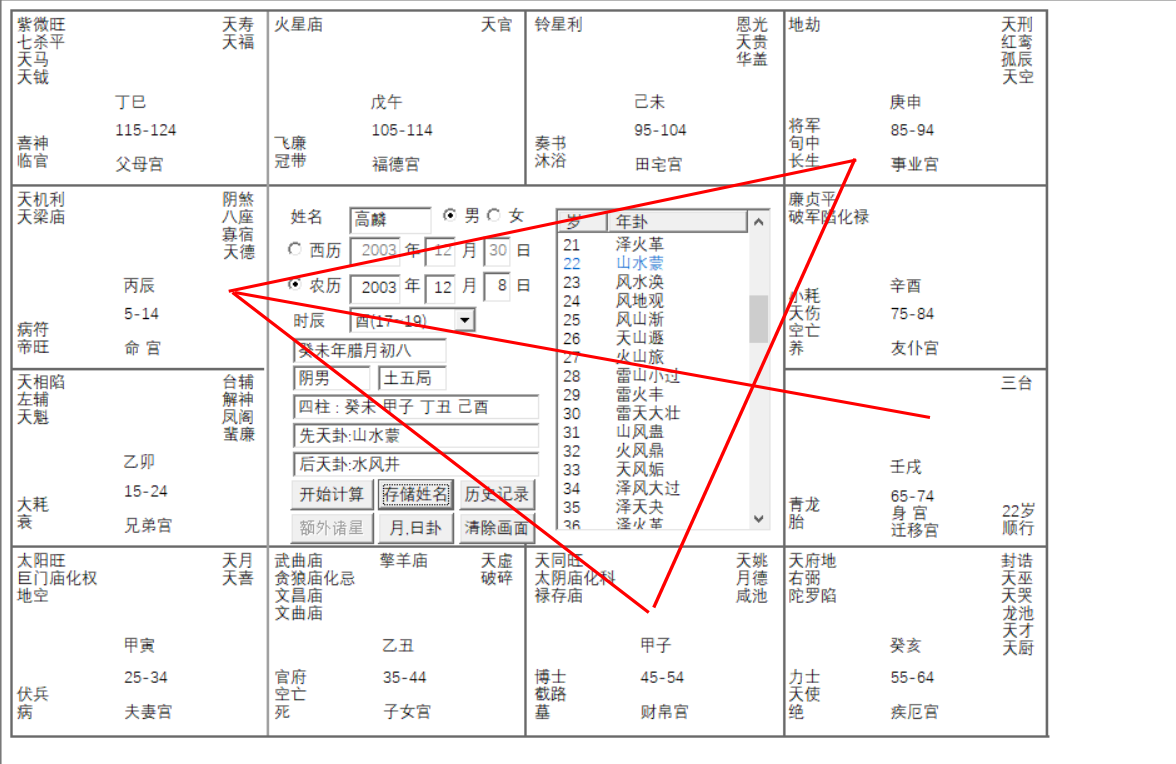 紫微旺 天寿
七杀平 天福
天马
天钺
丁巳
115-124
喜神
临官 父母宫
火星庙 天官
戊午
105-114
飞廉
冠带 福德宫
铃星利 恩光
天贵
华盖
己未
95-104
奏书
沐浴 田宅宫
地劫 天刑
红鸾
孤辰
天空
庚申
将军 85-94
旬中
长生 事业宫
天机利 阴煞
天梁庙 八座
寡宿
天德
丙辰
5-14
病符
帝旺 命 宫
姓名 高麟 男 女
西历 2003 年 12 月 30 日
农历 2003 年 12 月 8 日
时辰 酉(17-19)
癸未年腊月初八
阴男 土五局
四柱：癸未 甲子 丁丑 己酉
先天卦:山水蒙
后天卦:水风井
开始计算 存储姓名 历史记录
额外诸星 月,日卦 清除画面
岁 年卦
21 泽火革
22 山水蒙
23 风水涣
24 风地观
25 风山渐
26 天山遯
27 火山旅
28 雷山小过
29 雷火丰
30 雷天大壮
31 山风蛊
32 火风鼎
33 天风姤
34 泽风大过
35 泽天夬
36 泽火革
廉贞平
破军陷化禄
辛酉
小耗
天伤 75-84
空亡
养 友仆宫
天相陷 台辅
左辅 解神
天魁 凤阁
蜚廉
乙卯
15-24
大耗
衰 兄弟宫
三台
壬戌
65-74
青龙 身 宫 22岁
胎 迁移宫 顺行
太阳旺 天月
巨门庙化权 天喜
地空
甲寅
25-34
伏兵
病 夫妻宫
武曲庙 擎羊庙 天虚
贪狼庙化忌 破碎
文昌庙
文曲庙
乙丑
官府 35-44
空亡
死 子女宫
天同旺 天姚
太阴庙化科 月德
禄存庙 咸池
甲子
博士 45-54
截路
墓 财帛宫
天府地 封诰
右弼 天巫
陀罗陷 天哭
龙池
天才
天厨
癸亥
力士 55-64
天使
绝 疾厄宫